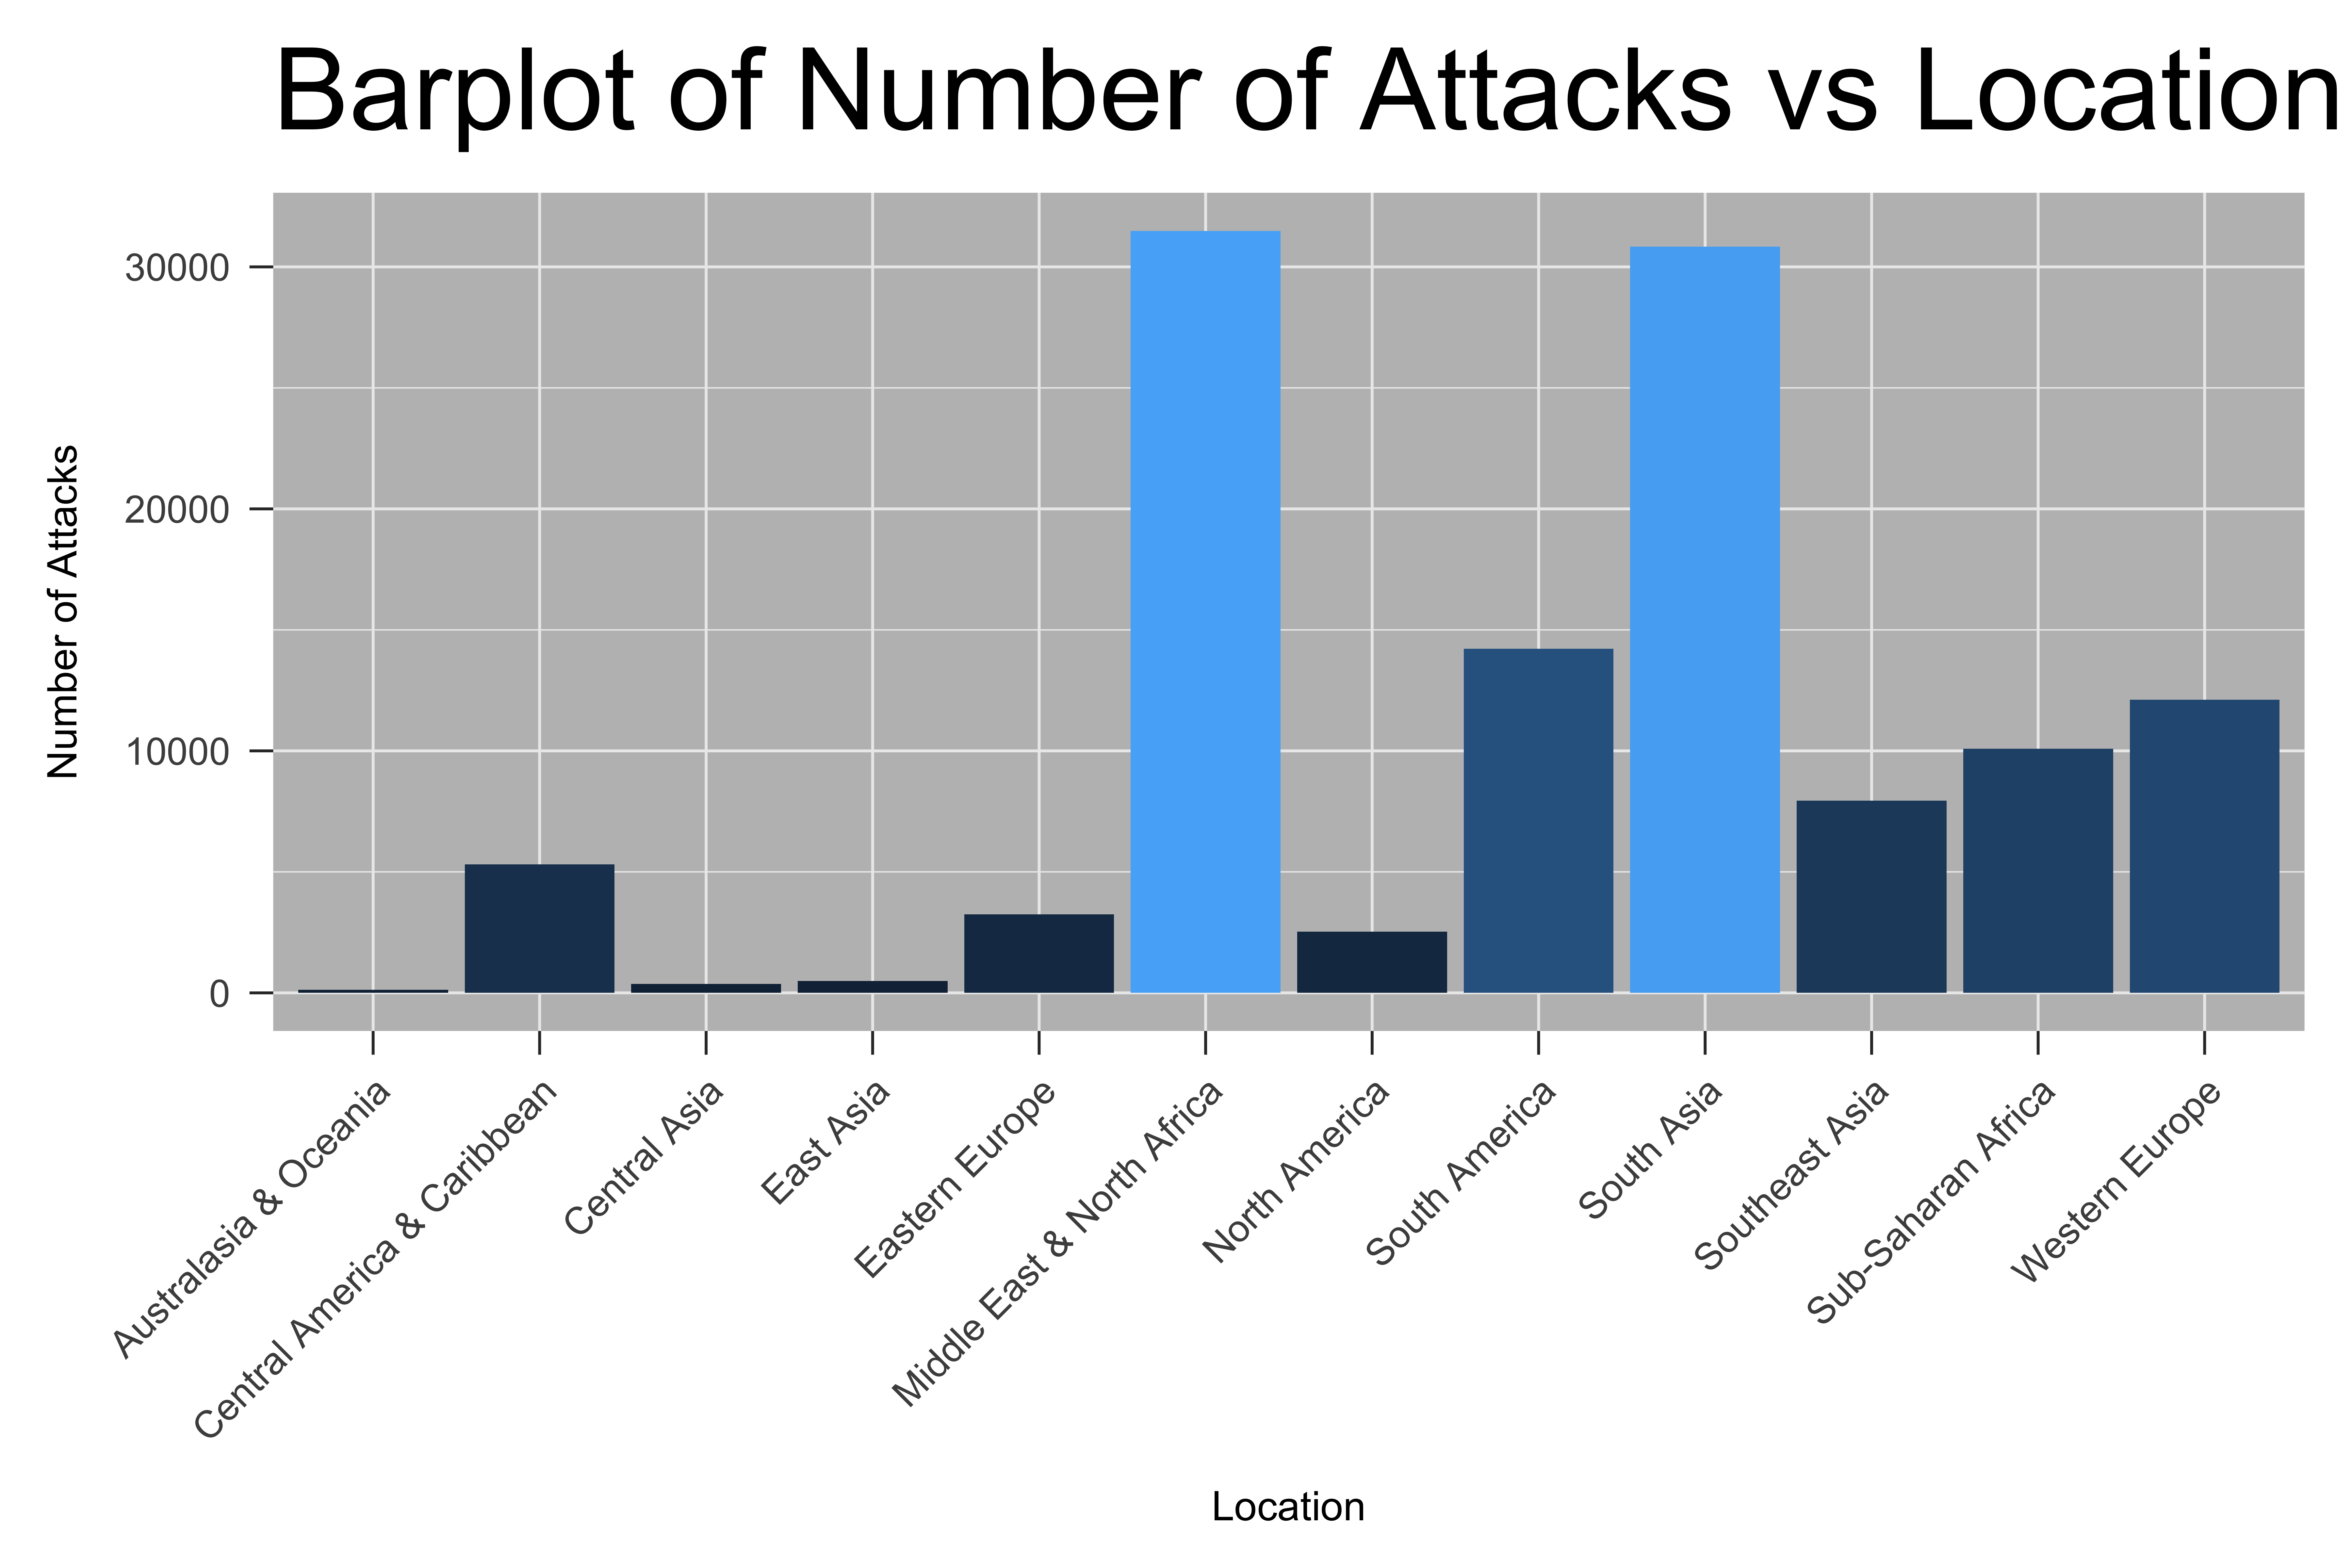 Barplot of Number of Attacks vs Location
Number of Attacks
30000
20000
10000
0
Australasia & Oceania
Central America & Caribbean
Central Asia
East Asia
Eastern Europe
Middle East & North Africa
North America
South America
South Asia
Southeast Asia
Sub-Saharan Africa
Western Europe
Location